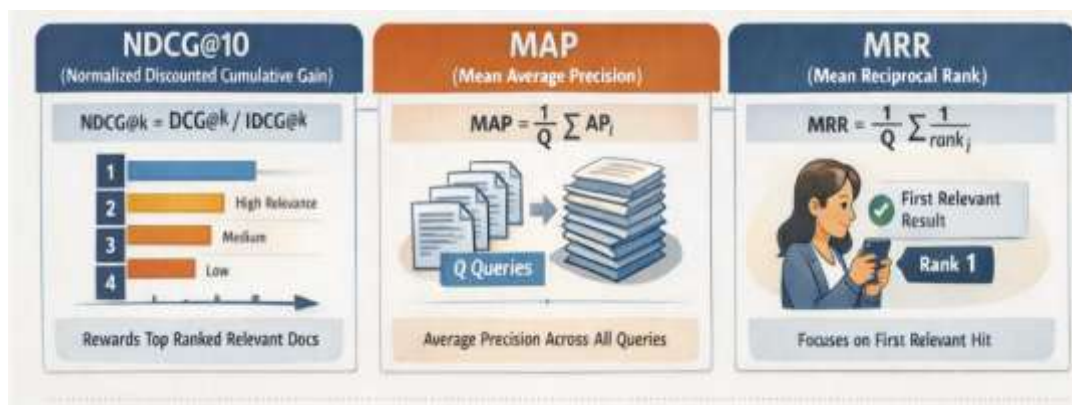 NDCG@10
(Normalized Discounted Cumulative Gain)
NDCG@k = DCG@k / IDCG@k
1
2
High Relevance
3
Medium
4
Low
Rewards Top Ranked Relevant Docs
MAP
(Mean Average Precision)
MAP = 1/Q ∑ APi
Q Queries
Average Precision Across All Queries
MRR
(Mean Reciprocal Rank)
MRR = 1/Q ∑ 1/rank j
First Relevant
Result
Rank 1
Focuses on First Relevant Hit